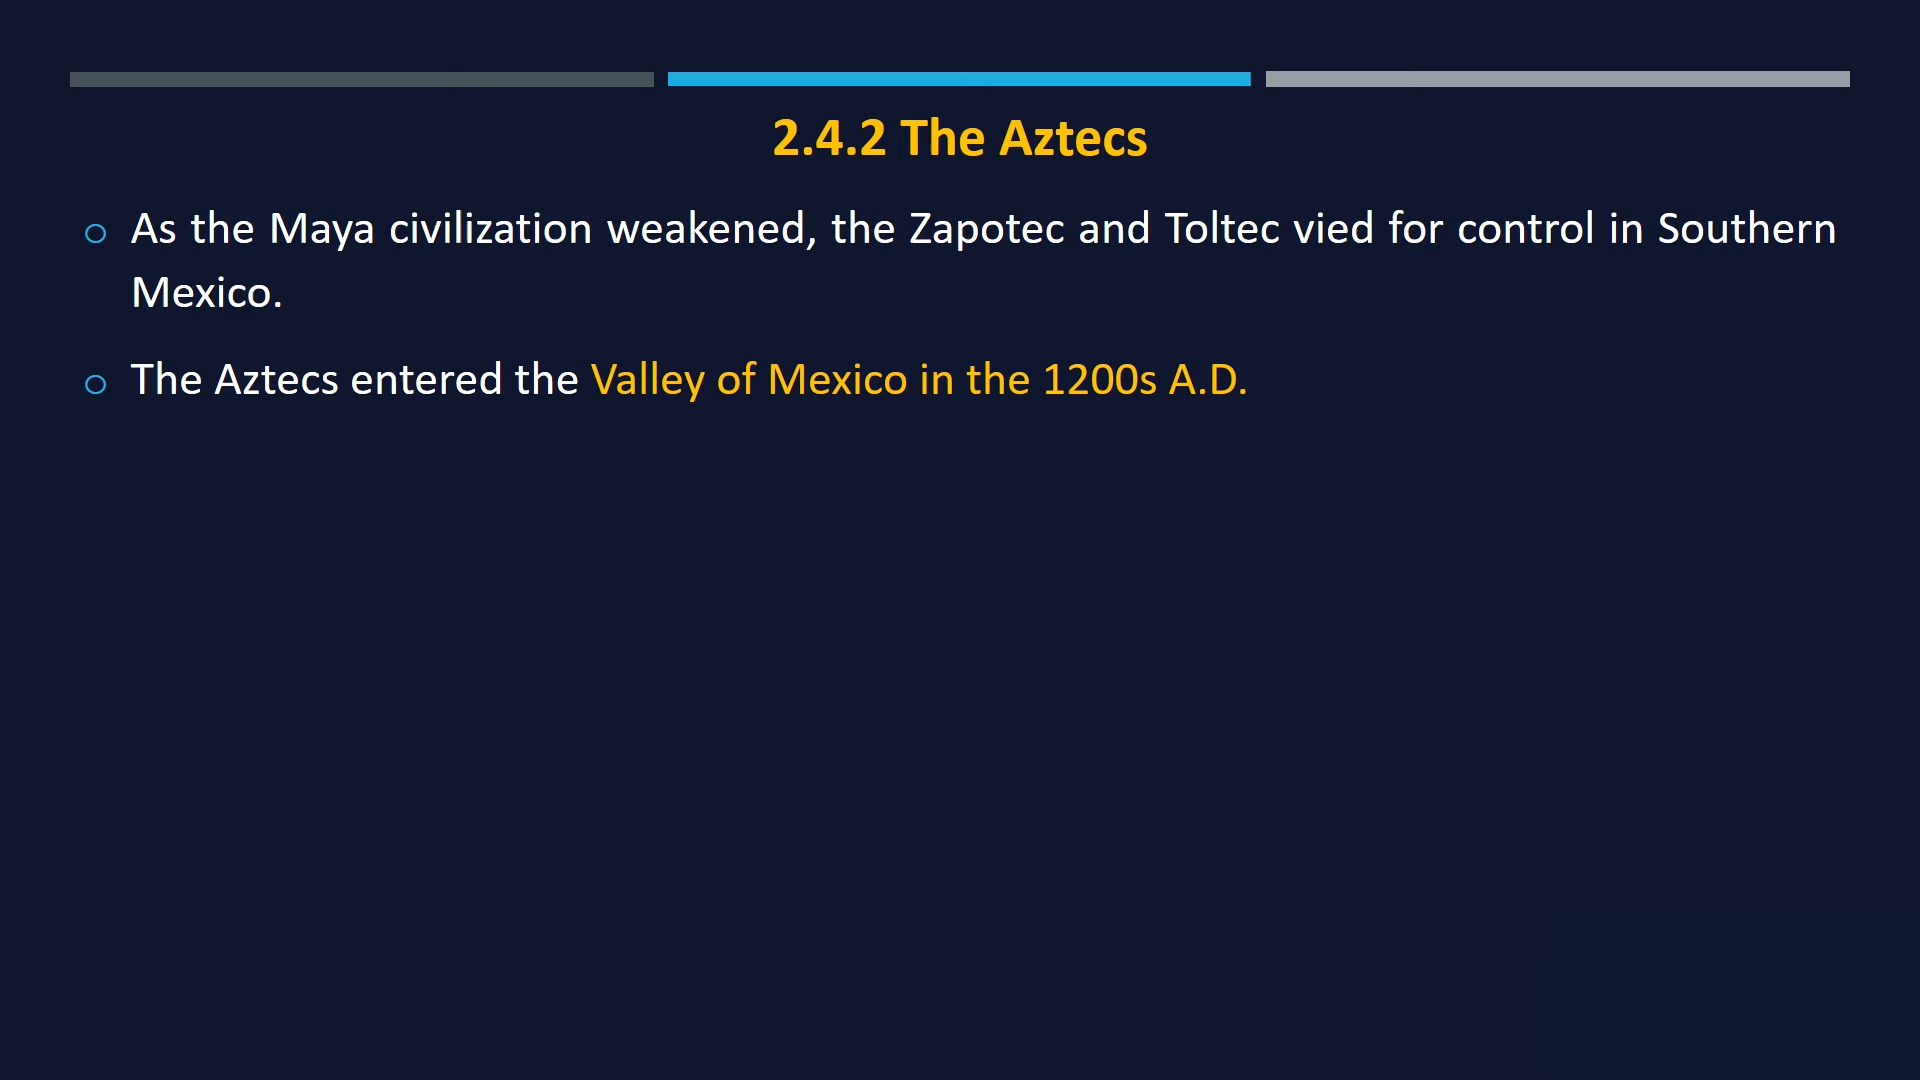 2.4.2 The Aztecs
As the Maya civilization weakened, the Zapotec and Toltec vied for control in Southern
Mexico.
The Aztecs entered the Valley of Mexico in the 1200s A.D.